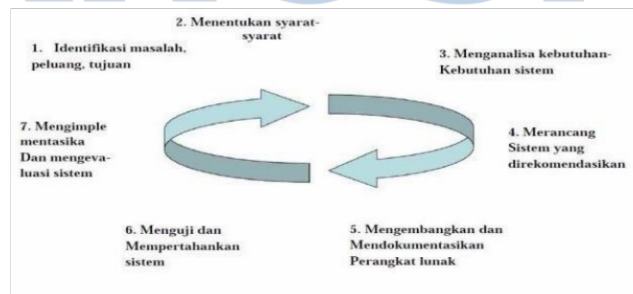 2. Menentukan syarat-
syarat
1. Identifikasi masalah,
peluang, tujuan
3. Menganalisa kebutuhan-
Kebutuhan sistem
7. Mengimple
mentasika
Dan mengeva-
luasi sistem
4. Merancang
Sistem yang
direkomendasikan
6. Menguji dan
Mempertahankan
sistem
5. Mengembangkan dan
Mendokumentasikan
Perangkat lunak